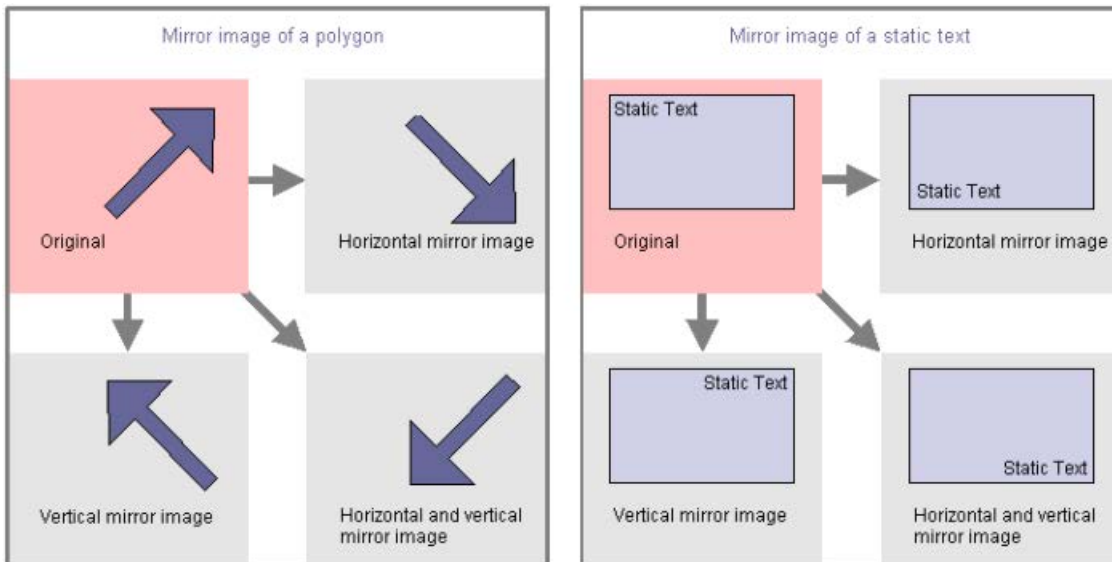 Mirror image of a polygon
Original
Horizontal mirror image
Vertical mirror image
Horizontal and vertical
mirror image
Mirror image of a static text
Static Text
Original
Static Text
Horizontal mirror image
Static Text
Vertical mirror image
Static Text
Horizontal and vertical
mirror image